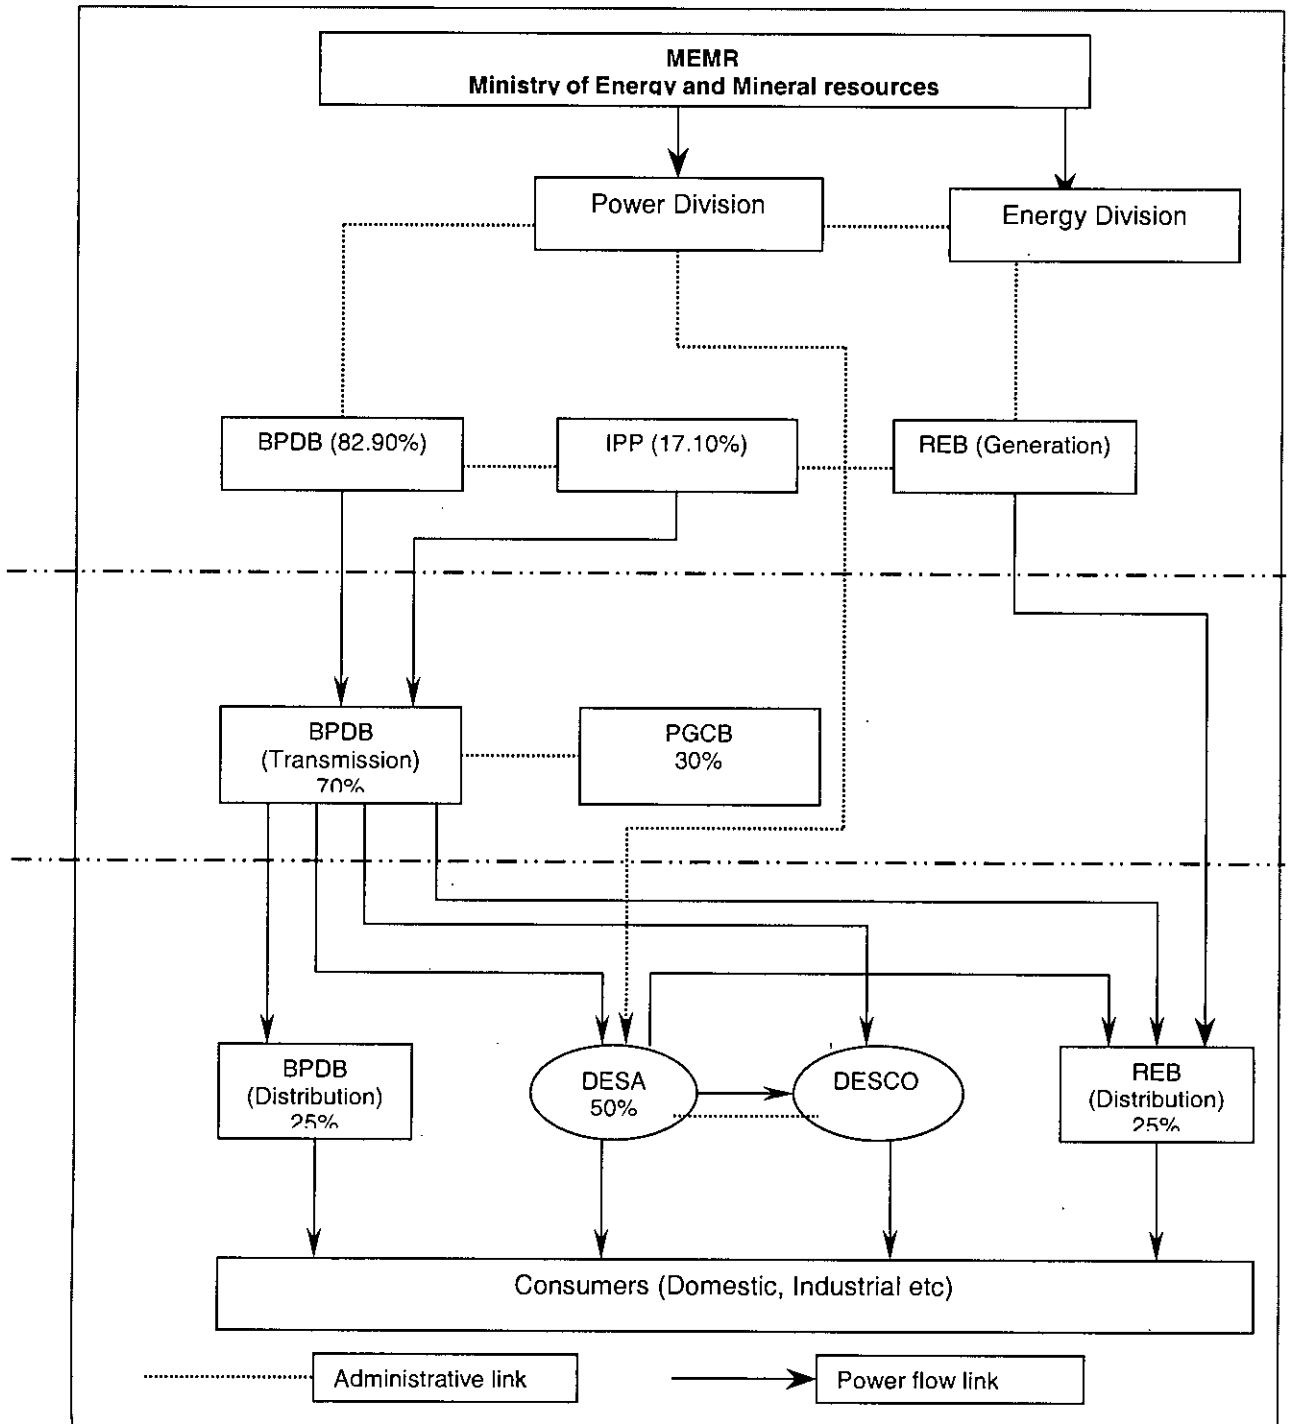 MEMR
Ministry of Energy and Mineral resources
Power Division
Energy Division
BPDB (82.90%)
IPP (17.10%)
REB (Generation)
BPDB
(Transmission)
70%
PGCB
30%
BPDB
(Distribution)
25%
DESA
50%
DESCO
REB
(Distribution)
25%
Consumers (Domestic, Industrial etc)
Administrative link
Power flow link